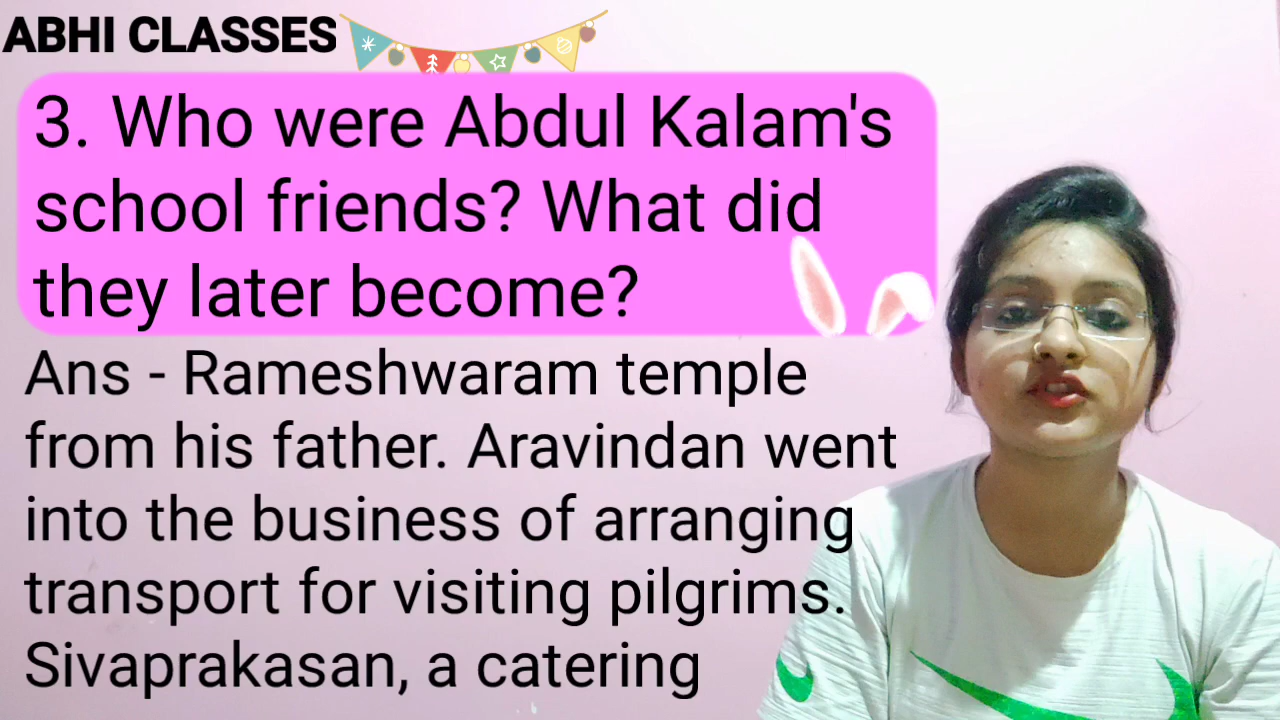 ABHI CLASSES
3. Who were Abdul Kalam's
school friends? What did
they later become?
Ans - Rameshwaram temple
from his father. Aravindan went
into the business of arranging
transport for visiting pilgrims.
Sivaprakasan, a catering